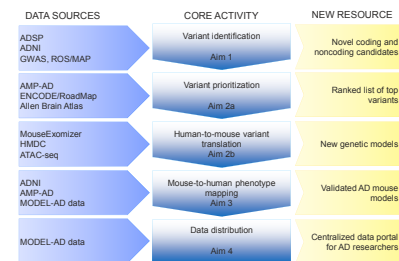 DATA SOURCES
CORE ACTIVITY
NEW RESOURCE
ADSP
ADNI
GWAS, ROS/MAP
Variant identification
Aim 1
Novel coding and
noncoding candidates
AMP-AD
ENCODE/RoadMap
Allen Brain Atlas
Variant prioritization
Aim 2a
Ranked list of top
variants
MouseExomizer
HMDC
ATAC-seq
Human-to-mouse variant
translation
Aim 2b
New genetic models
ADNI
AMP-AD
MODEL-AD data
Mouse-to-human phenotype
mapping
Aim 3
Validated AD mouse
models
MODEL-AD data
Data distribution
Aim 4
Centralized data portal
for AD researchers